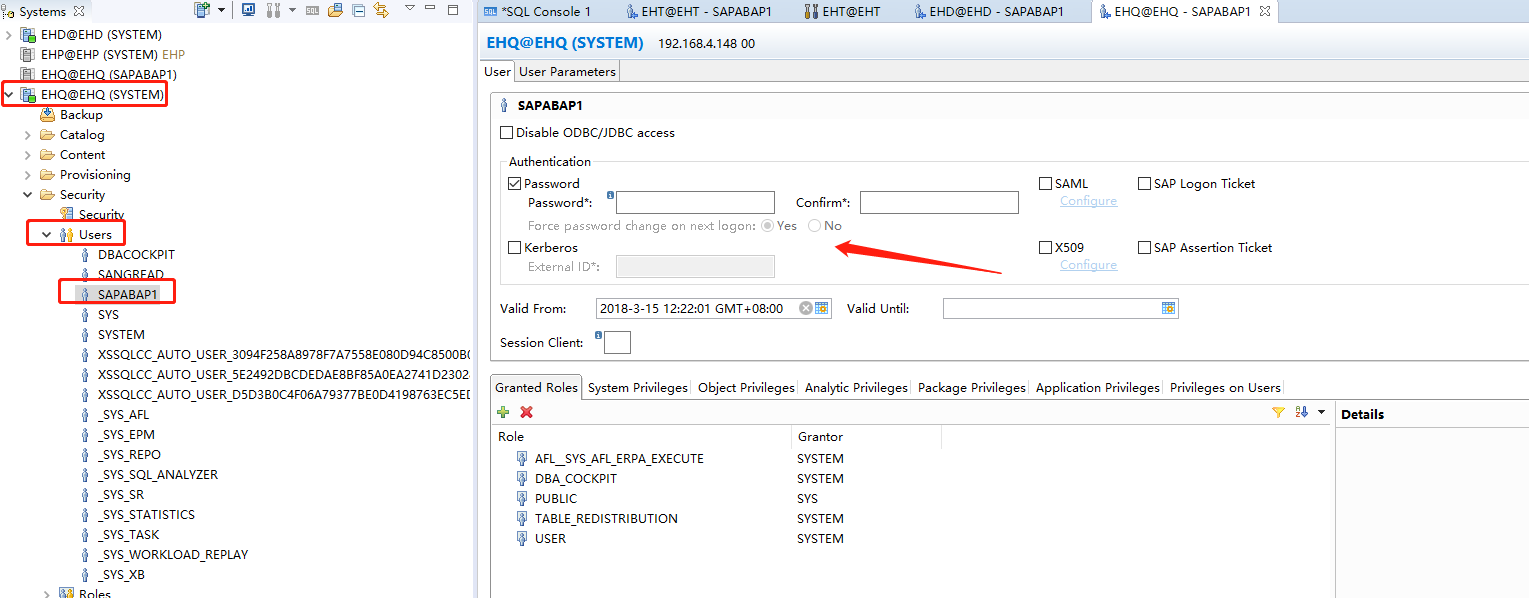 Systems
EHD@EHD (SYSTEM)
EHP@EHP (SYSTEM) EHP
EHQ@EHQ (SAPABAP1)
EHQ@EHQ (SYSTEM)
Backup
Catalog
Content
Provisioning
Security
Security
Users
DBACOCKPIT
SANGREAD
SAPABAP1
SYS
SYSTEM
XSSQLCC_AUTO_USER_3094F258A8978F7A7558E080D94C8500B
XSSQLCC_AUTO_USER_5E2492DBCDEDAE8BF85A0EA2741D2302
XSSQLCC_AUTO_USER_D5D3B0C4F06A79377BE0D4198763EC5E
_SYS_AFL
_SYS_EPM
_SYS_REPO
_SYS_SQL_ANALYZER
_SYS_SR
_SYS_STATISTICS
_SYS_TASK
_SYS_WORKLOAD_REPLAY
_SYS_XB
Roles
*SQL Console 1 EHT@EHT - SAPABAP1 EHT@EHT EHD@EHD - SAPABAP1 EHQ@EHQ - SAPABAP1
EHQ@EHQ (SYSTEM) 192.168.4.148 00
User User Parameters
SAPABAP1
Disable ODBC/JDBC access
Authentication
Password SAML SAP Logon Ticket
Password*: Confirm*: Configure
Force password change on next logon: Yes No
Kerberos X509 SAP Assertion Ticket
External ID*: Configure
Valid From: 2018-3-15 12:22:01 GMT+08:00 Valid Until:
Session Client:
Granted Roles System Privileges Object Privileges Analytic Privileges Package Privileges Application Privileges Privileges on Users
Details
Role Grantor
AFL__SYS_AFL_ERPA_EXECUTE SYSTEM
DBA_COCKPIT SYSTEM
PUBLIC SYS
TABLE_REDISTRIBUTION SYSTEM
USER SYSTEM